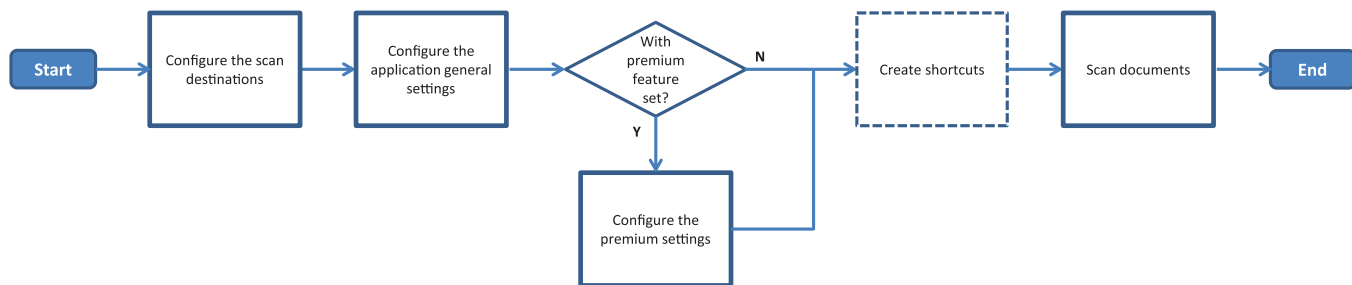 Start
Configure the scan
destinations
Configure the
application general
settings
With
premium
feature
set?
N
Y
Configure the
premium settings
Create shortcuts
Scan documents
End